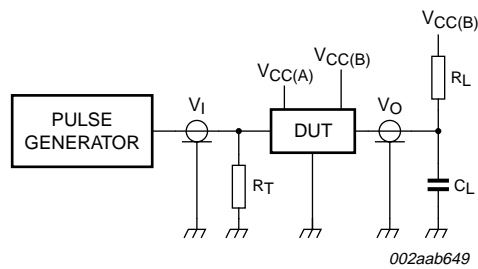 VCC(B)
VCC(B)
VCC(A)
RL
PULSE
GENERATOR
VI
DUT
VO
RT
CL
002aab649